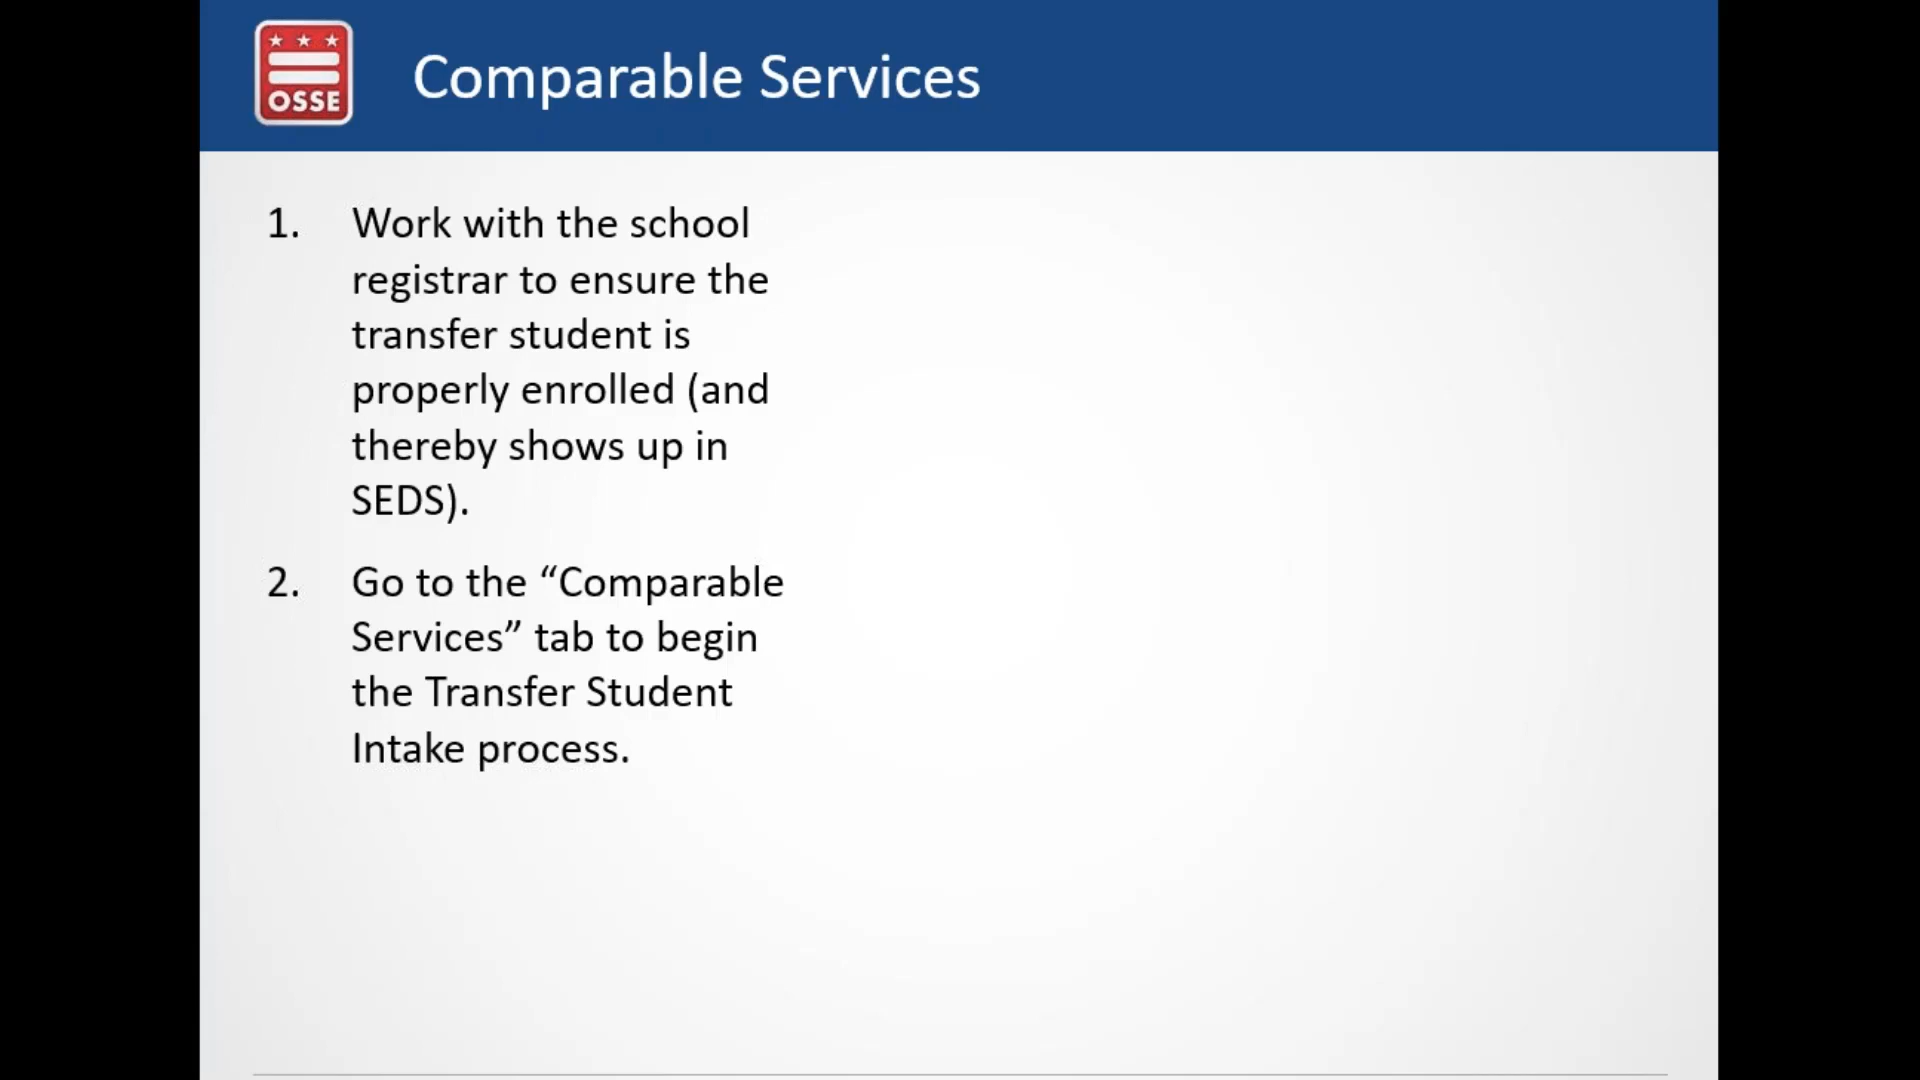 OSSE
Comparable Services
1. Work with the school
registrar to ensure the
transfer student is
properly enrolled (and
thereby shows up in
SEDS).
2. Go to the “Comparable
Services” tab to begin
the Transfer Student
Intake process.